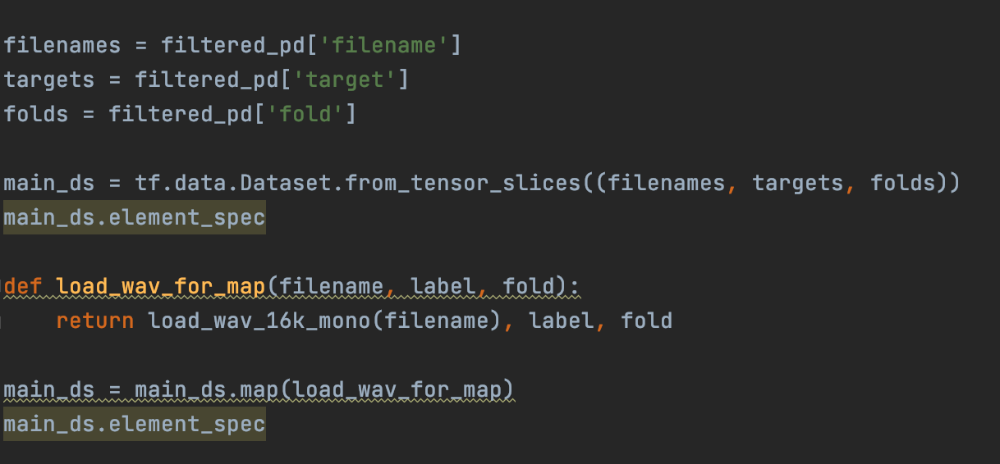 filenames = filtered_pd['filename']
targets = filtered_pd['target']
folds = filtered_pd['fold']
main_ds = tf.data.Dataset.from_tensor_slices((filenames, targets, folds))
main_ds.element_spec
def load_wav_for_map(filename, label, fold):
    return load_wav_16k_mono(filename), label, fold
main_ds = main_ds.map(load_wav_for_map)
main_ds.element_spec